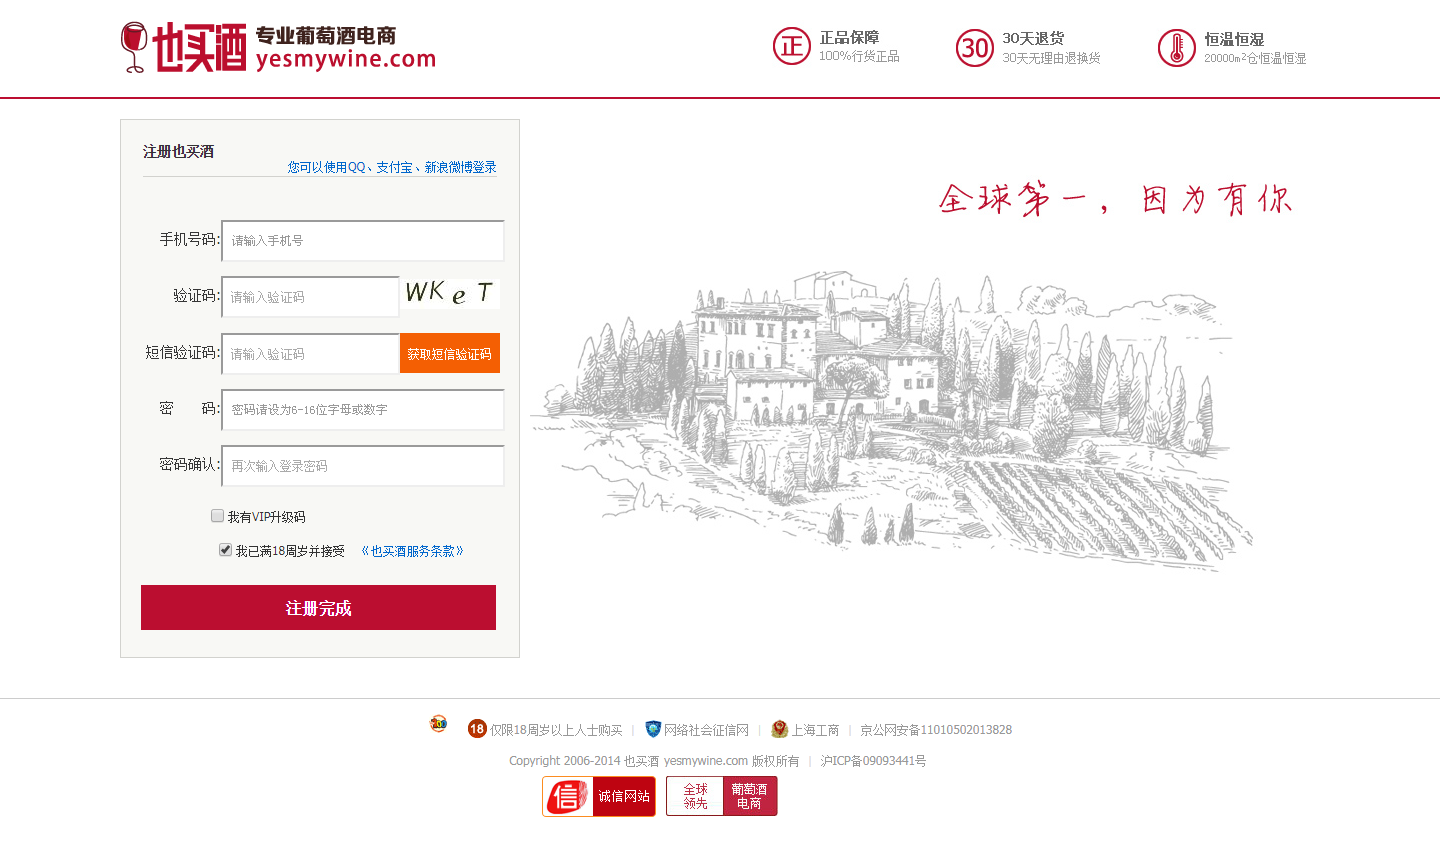 也买酒 专业葡萄酒电商
yesmywine.com
正 正品保障
100%行货正品
30 30天退货
30天无理由退换货
恒温恒湿
20000m²仓恒温恒湿
注册也买酒
您可以使用QQ、支付宝、新浪微博登录
手机号码: 请输入手机号
验证码: 请输入验证码 WKeT
短信验证码: 请输入验证码 获取短信验证码
密 码: 密码请设为6-16位字母或数字
密码确认: 再次输入登录密码
我有VIP升级码
我已满18周岁并接受 《也买酒服务条款》
注册完成
全球第一，因为有你
18 仅限18周岁以上人士购买 | 网络社会征信网 | 上海工商 | 京公网安备11010502013828
Copyright 2006-2014 也买酒 yesmywine.com 版权所有 | 沪ICP备09093441号
信 诚信网站
全球
领先
葡萄酒
电商